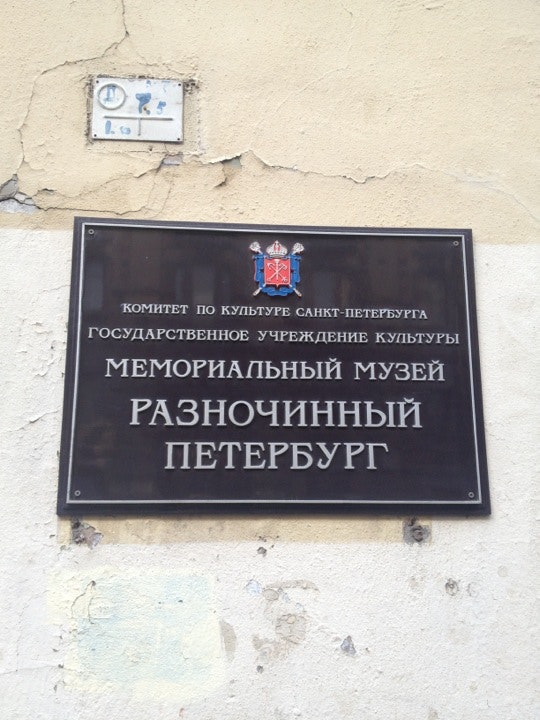 КОМИТЕТ ПО КУЛЬТУРЕ САНКТ-ПЕТЕРБУРГА
ГОСУДАРСТВЕННОЕ УЧРЕЖДЕНИЕ КУЛЬТУРЫ
МЕМОРИАЛЬНЫЙ МУЗЕЙ
РАЗНОЧИННЫЙ
ПЕТЕРБУРГ